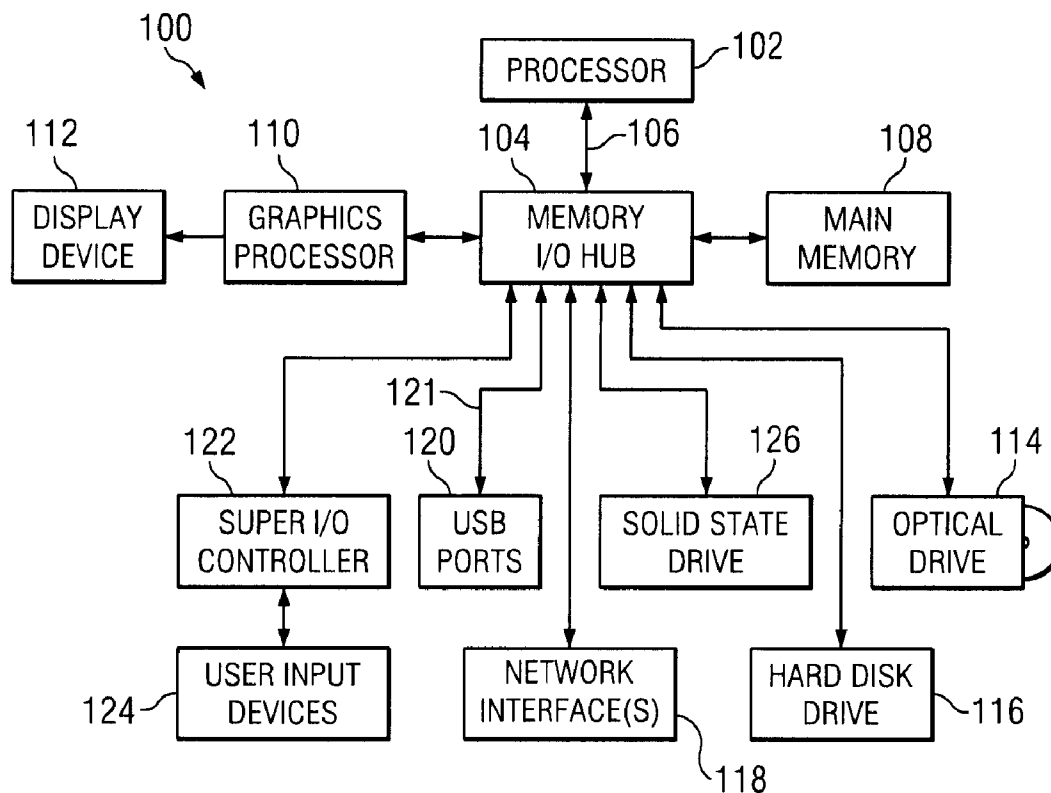 100
PROCESSOR
102
112
110
104
106
108
DISPLAY
DEVICE
GRAPHICS
PROCESSOR
MEMORY
I/O HUB
MAIN
MEMORY
121
122
120
126
114
SUPER I/O
CONTROLLER
USB
PORTS
SOLID STATE
DRIVE
OPTICAL
DRIVE
124
USER INPUT
DEVICES
NETWORK
INTERFACE(S)
118
HARD DISK
DRIVE
116